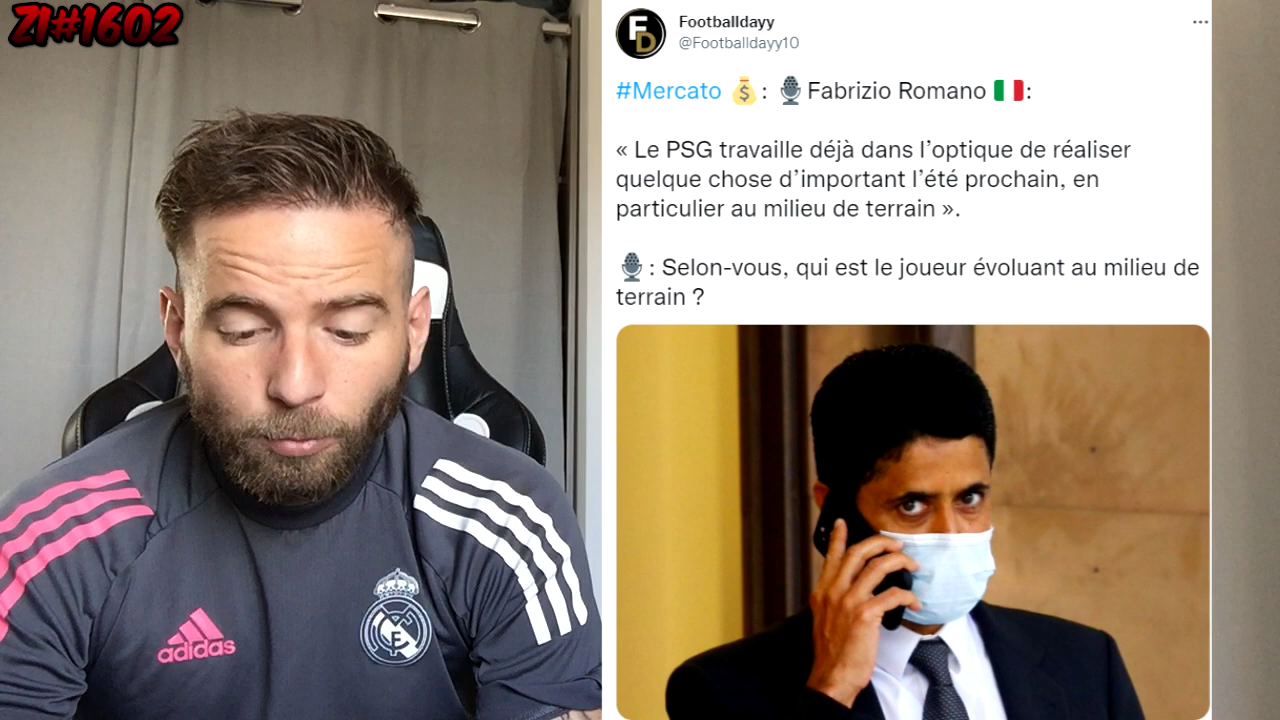 Z1#1602
Footballdayy
@Footballdayy10
#Mercato 💰: 🎙Fabrizio Romano 🇮🇹:
« Le PSG travaille déjà dans l’optique de réaliser
quelque chose d’important l’été prochain, en
particulier au milieu de terrain ».
🎙: Selon-vous, qui est le joueur évoluant au milieu de
terrain ?
adidas